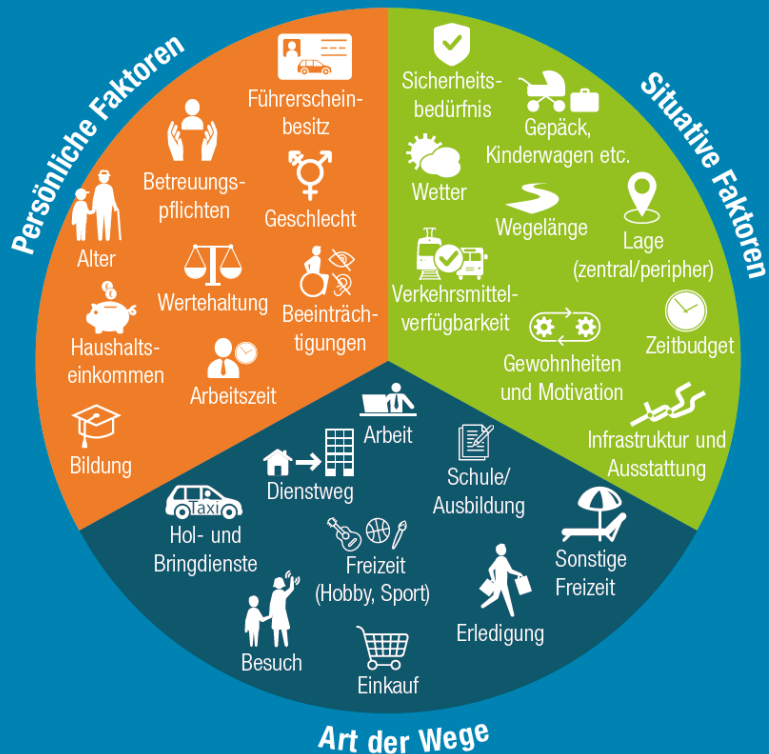 Persönliche Faktoren
Führerschein-
besitz
Betreuungs-
pflichten
Geschlecht
Alter
Wertehaltung
Beeinträch-
tigungen
Haushalts-
einkommen
Arbeitszeit
Bildung
Situative Faktoren
Sicherheits-
bedürfnis
Gepäck,
Kinderwagen etc.
Wetter
Wegelänge
Lage
(zentral/peripher)
Verkehrsmittel-
verfügbarkeit
Zeitbudget
Gewohnheiten
und Motivation
Infrastruktur und
Ausstattung
Arbeit
Dienstweg
Schule/
Ausbildung
Taxi
Hol- und
Bringdienste
Freizeit
(Hobby, Sport)
Sonstige
Freizeit
Erledigung
Besuch
Einkauf
Art der Wege